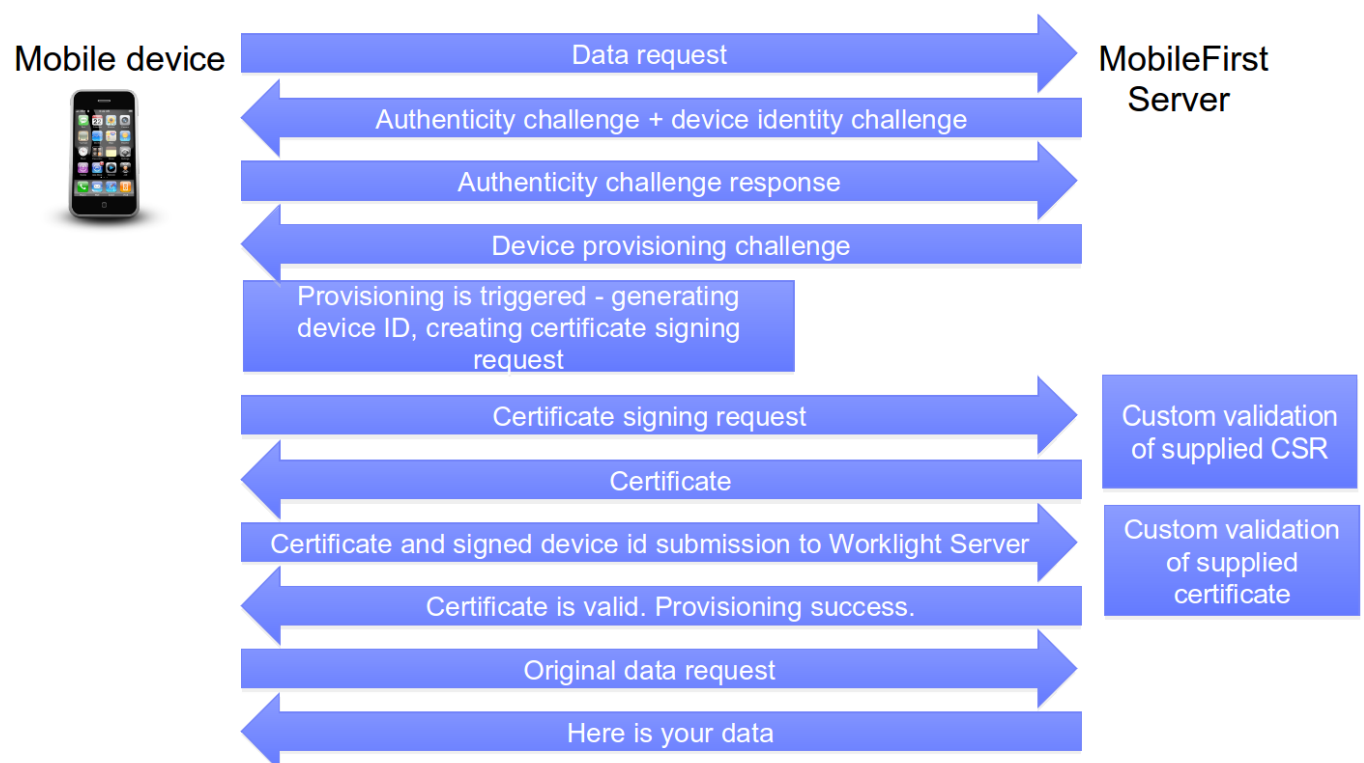 Data request
Mobile device
MobileFirst
Server
Authenticity challenge + device identity challenge
Authenticity challenge response
Device provisioning challenge
Provisioning is triggered - generating
device ID, creating certificate signing
request
Certificate signing request
Custom validation
of supplied CSR
Certificate
Certificate and signed device id submission to Worklight Server
Custom validation
of supplied
certificate
Certificate is valid. Provisioning success.
Original data request
Here is your data